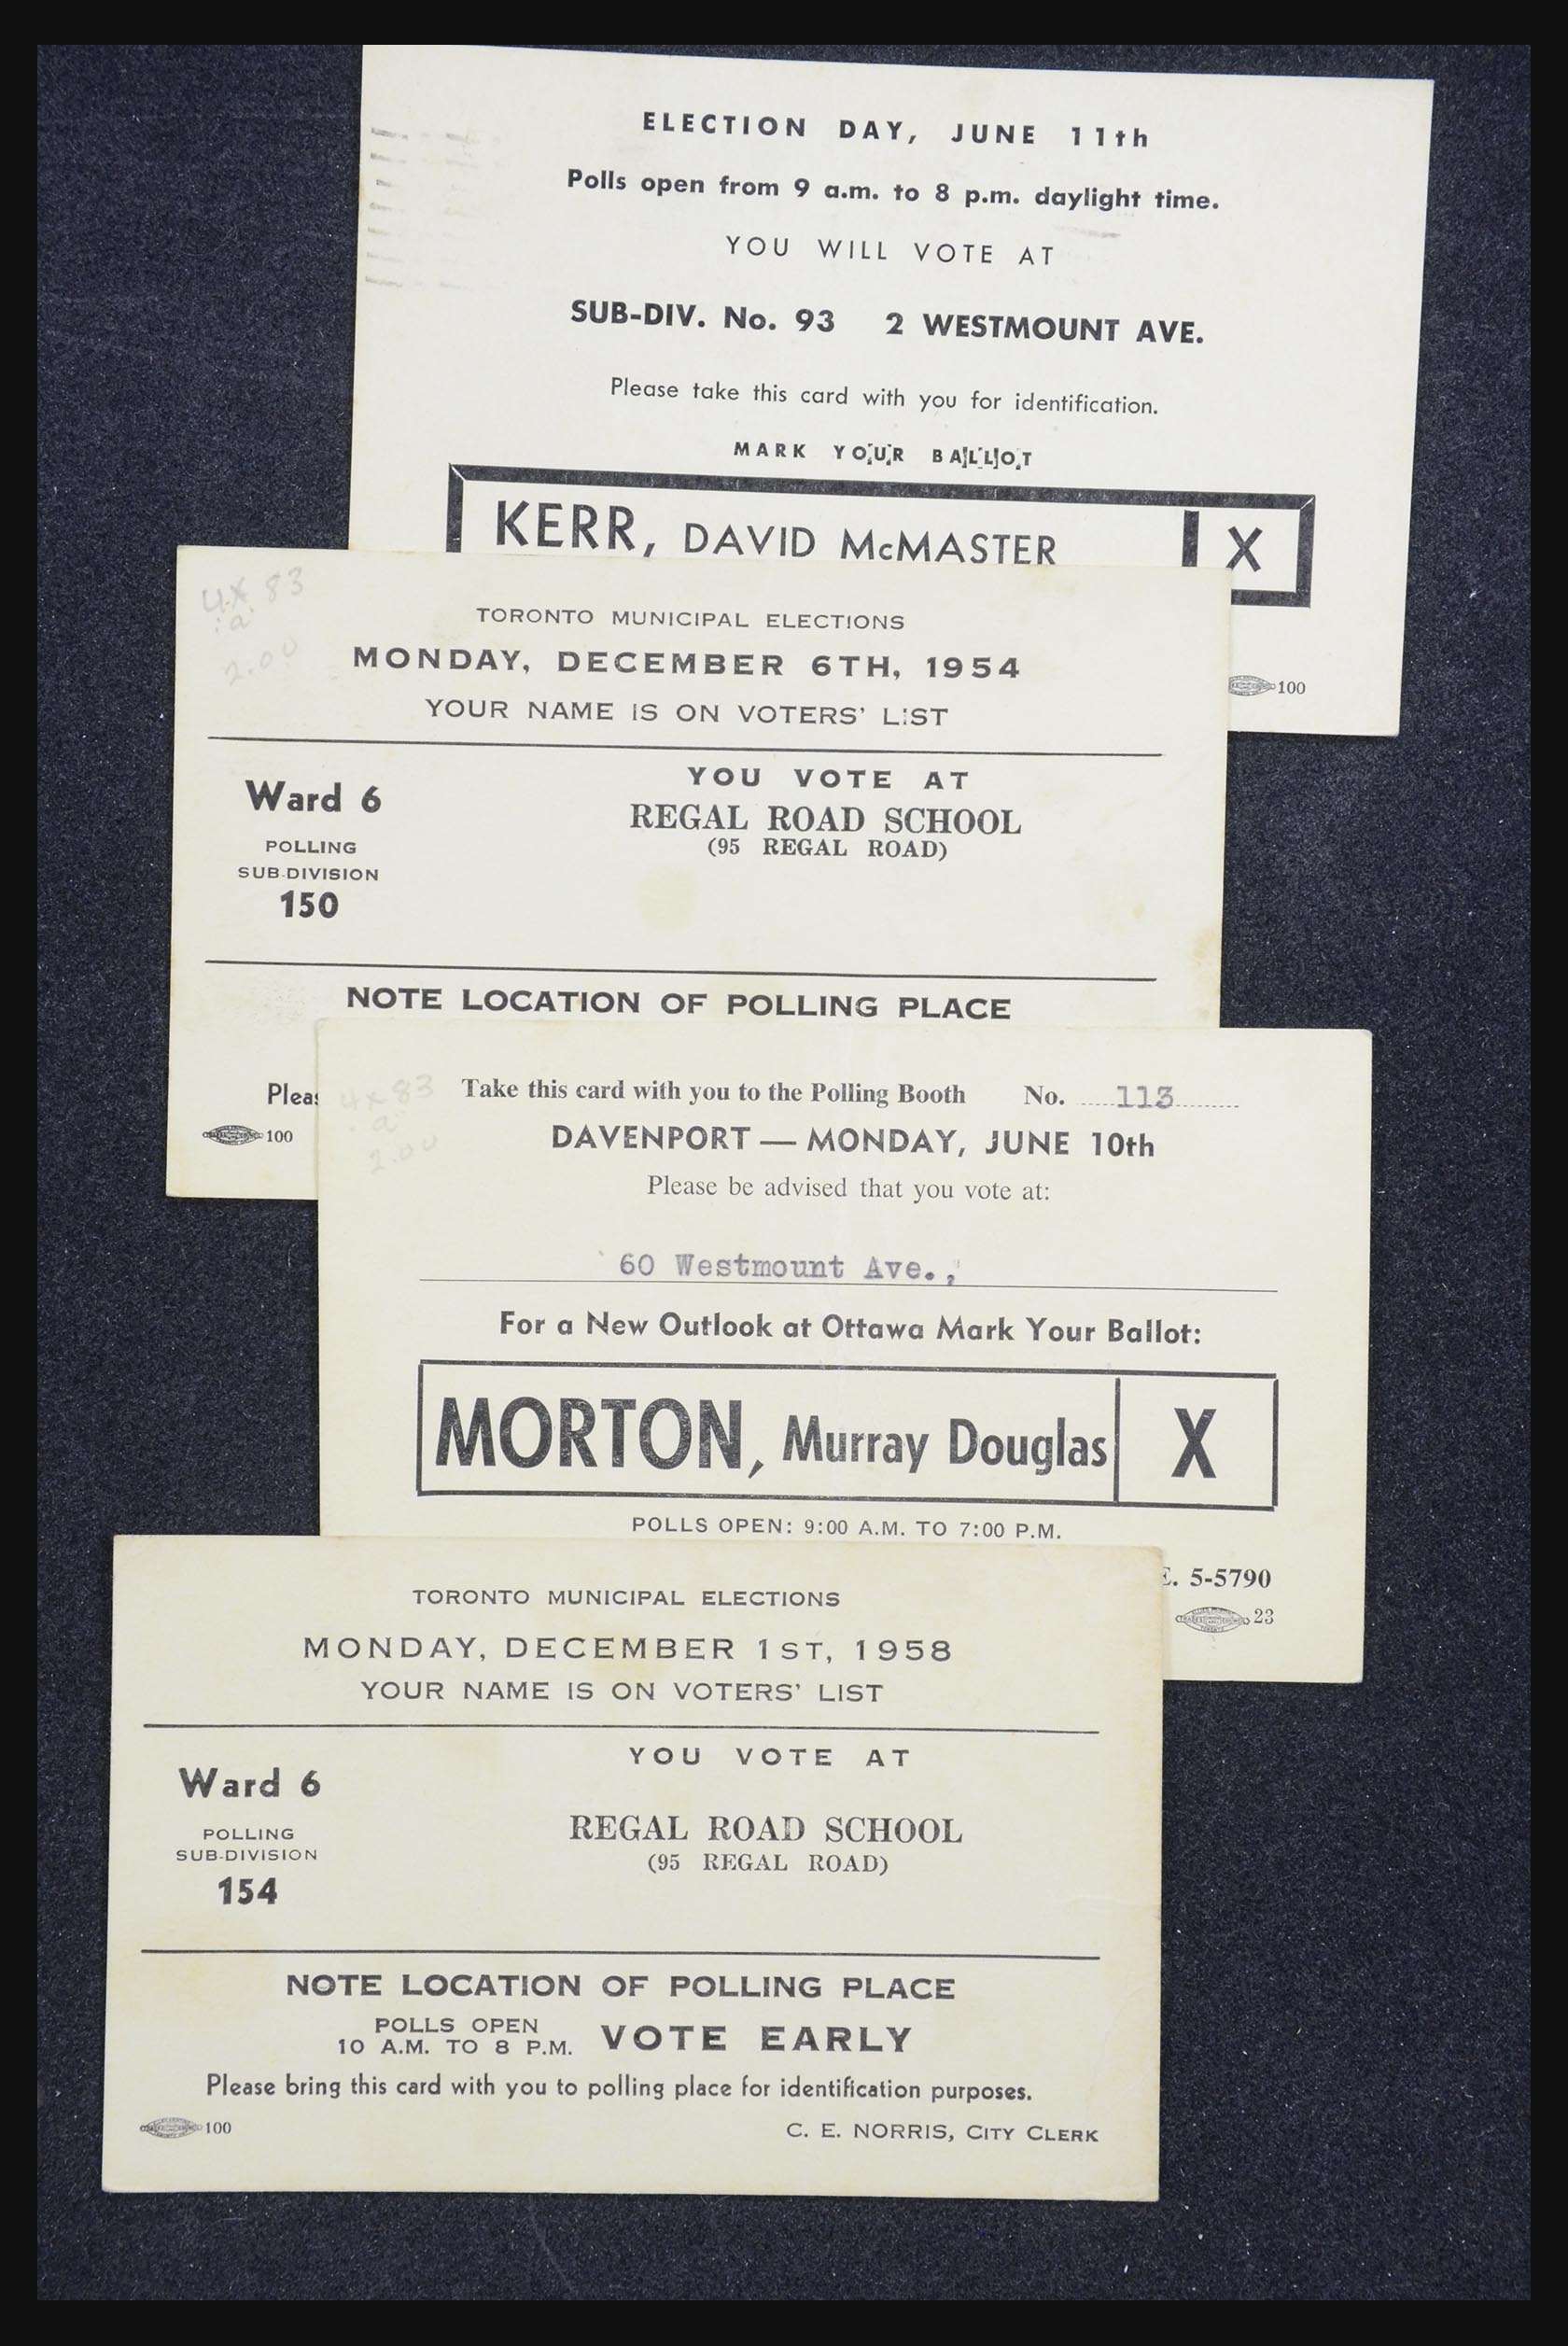 ELECTION DAY, JUNE 11th
Polls open from 9 a.m. to 8 p.m. daylight time.
YOU WILL VOTE AT
SUB-DIV. No. 93 2 WESTMOUNT AVE.
Please take this card with you for identification.
MARK YOUR BALLOT
KERR, DAVID McMASTER X
100
4x 83
a
2.00
TORONTO MUNICIPAL ELECTIONS
MONDAY, DECEMBER 6TH, 1954
YOUR NAME IS ON VOTERS' LIST
Ward 6
POLLING
SUB-DIVISION
150
YOU VOTE AT
REGAL ROAD SCHOOL
(95 REGAL ROAD)
NOTE LOCATION OF POLLING PLACE
Pleas
100
4x83
a
2.00
Take this card with you to the Polling Booth No. 113
DAVENPORT — MONDAY, JUNE 10th
Please be advised that you vote at:
60 Westmount Ave.,
For a New Outlook at Ottawa Mark Your Ballot:
MORTON, Murray Douglas X
POLLS OPEN: 9:00 A.M. TO 7:00 P.M.
E. 5-5790
23
TORONTO MUNICIPAL ELECTIONS
MONDAY, DECEMBER 1ST, 1958
YOUR NAME IS ON VOTERS' LIST
Ward 6
POLLING
SUB-DIVISION
154
YOU VOTE AT
REGAL ROAD SCHOOL
(95 REGAL ROAD)
NOTE LOCATION OF POLLING PLACE
POLLS OPEN
10 A.M. TO 8 P.M. VOTE EARLY
Please bring this card with you to polling place for identification purposes.
100
C. E. NORRIS, CITY CLERK